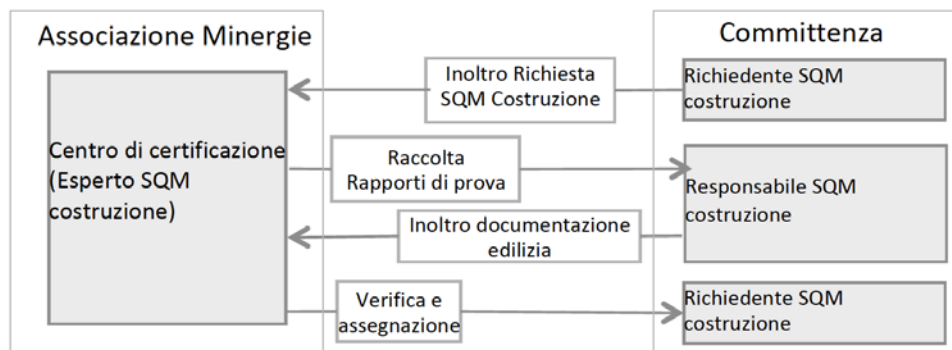 Associazione Minergie
Committenza
Inoltro Richiesta
SQM Costruzione
Richiedente SQM
costruzione
Centro di certificazione
(Esperto SQM
costruzione)
Raccolta
Rapporti di prova
Responsabile SQM
costruzione
Inoltro documentazione
edilizia
Verifica e
assegnazione
Richiedente SQM
costruzione